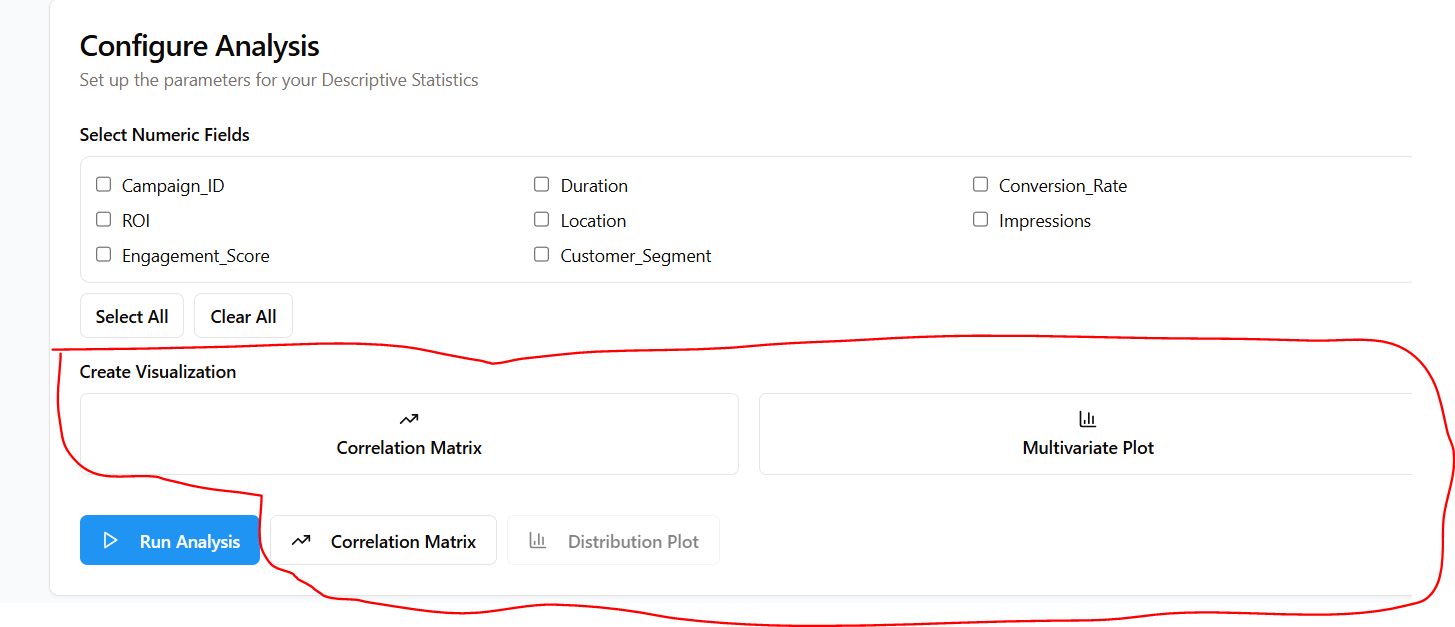 Configure Analysis
Set up the parameters for your Descriptive Statistics
Select Numeric Fields
Campaign_ID Duration Conversion_Rate
ROI Location Impressions
Engagement_Score Customer_Segment
Select All Clear All
Create Visualization
Correlation Matrix Multivariate Plot
Run Analysis Correlation Matrix Distribution Plot